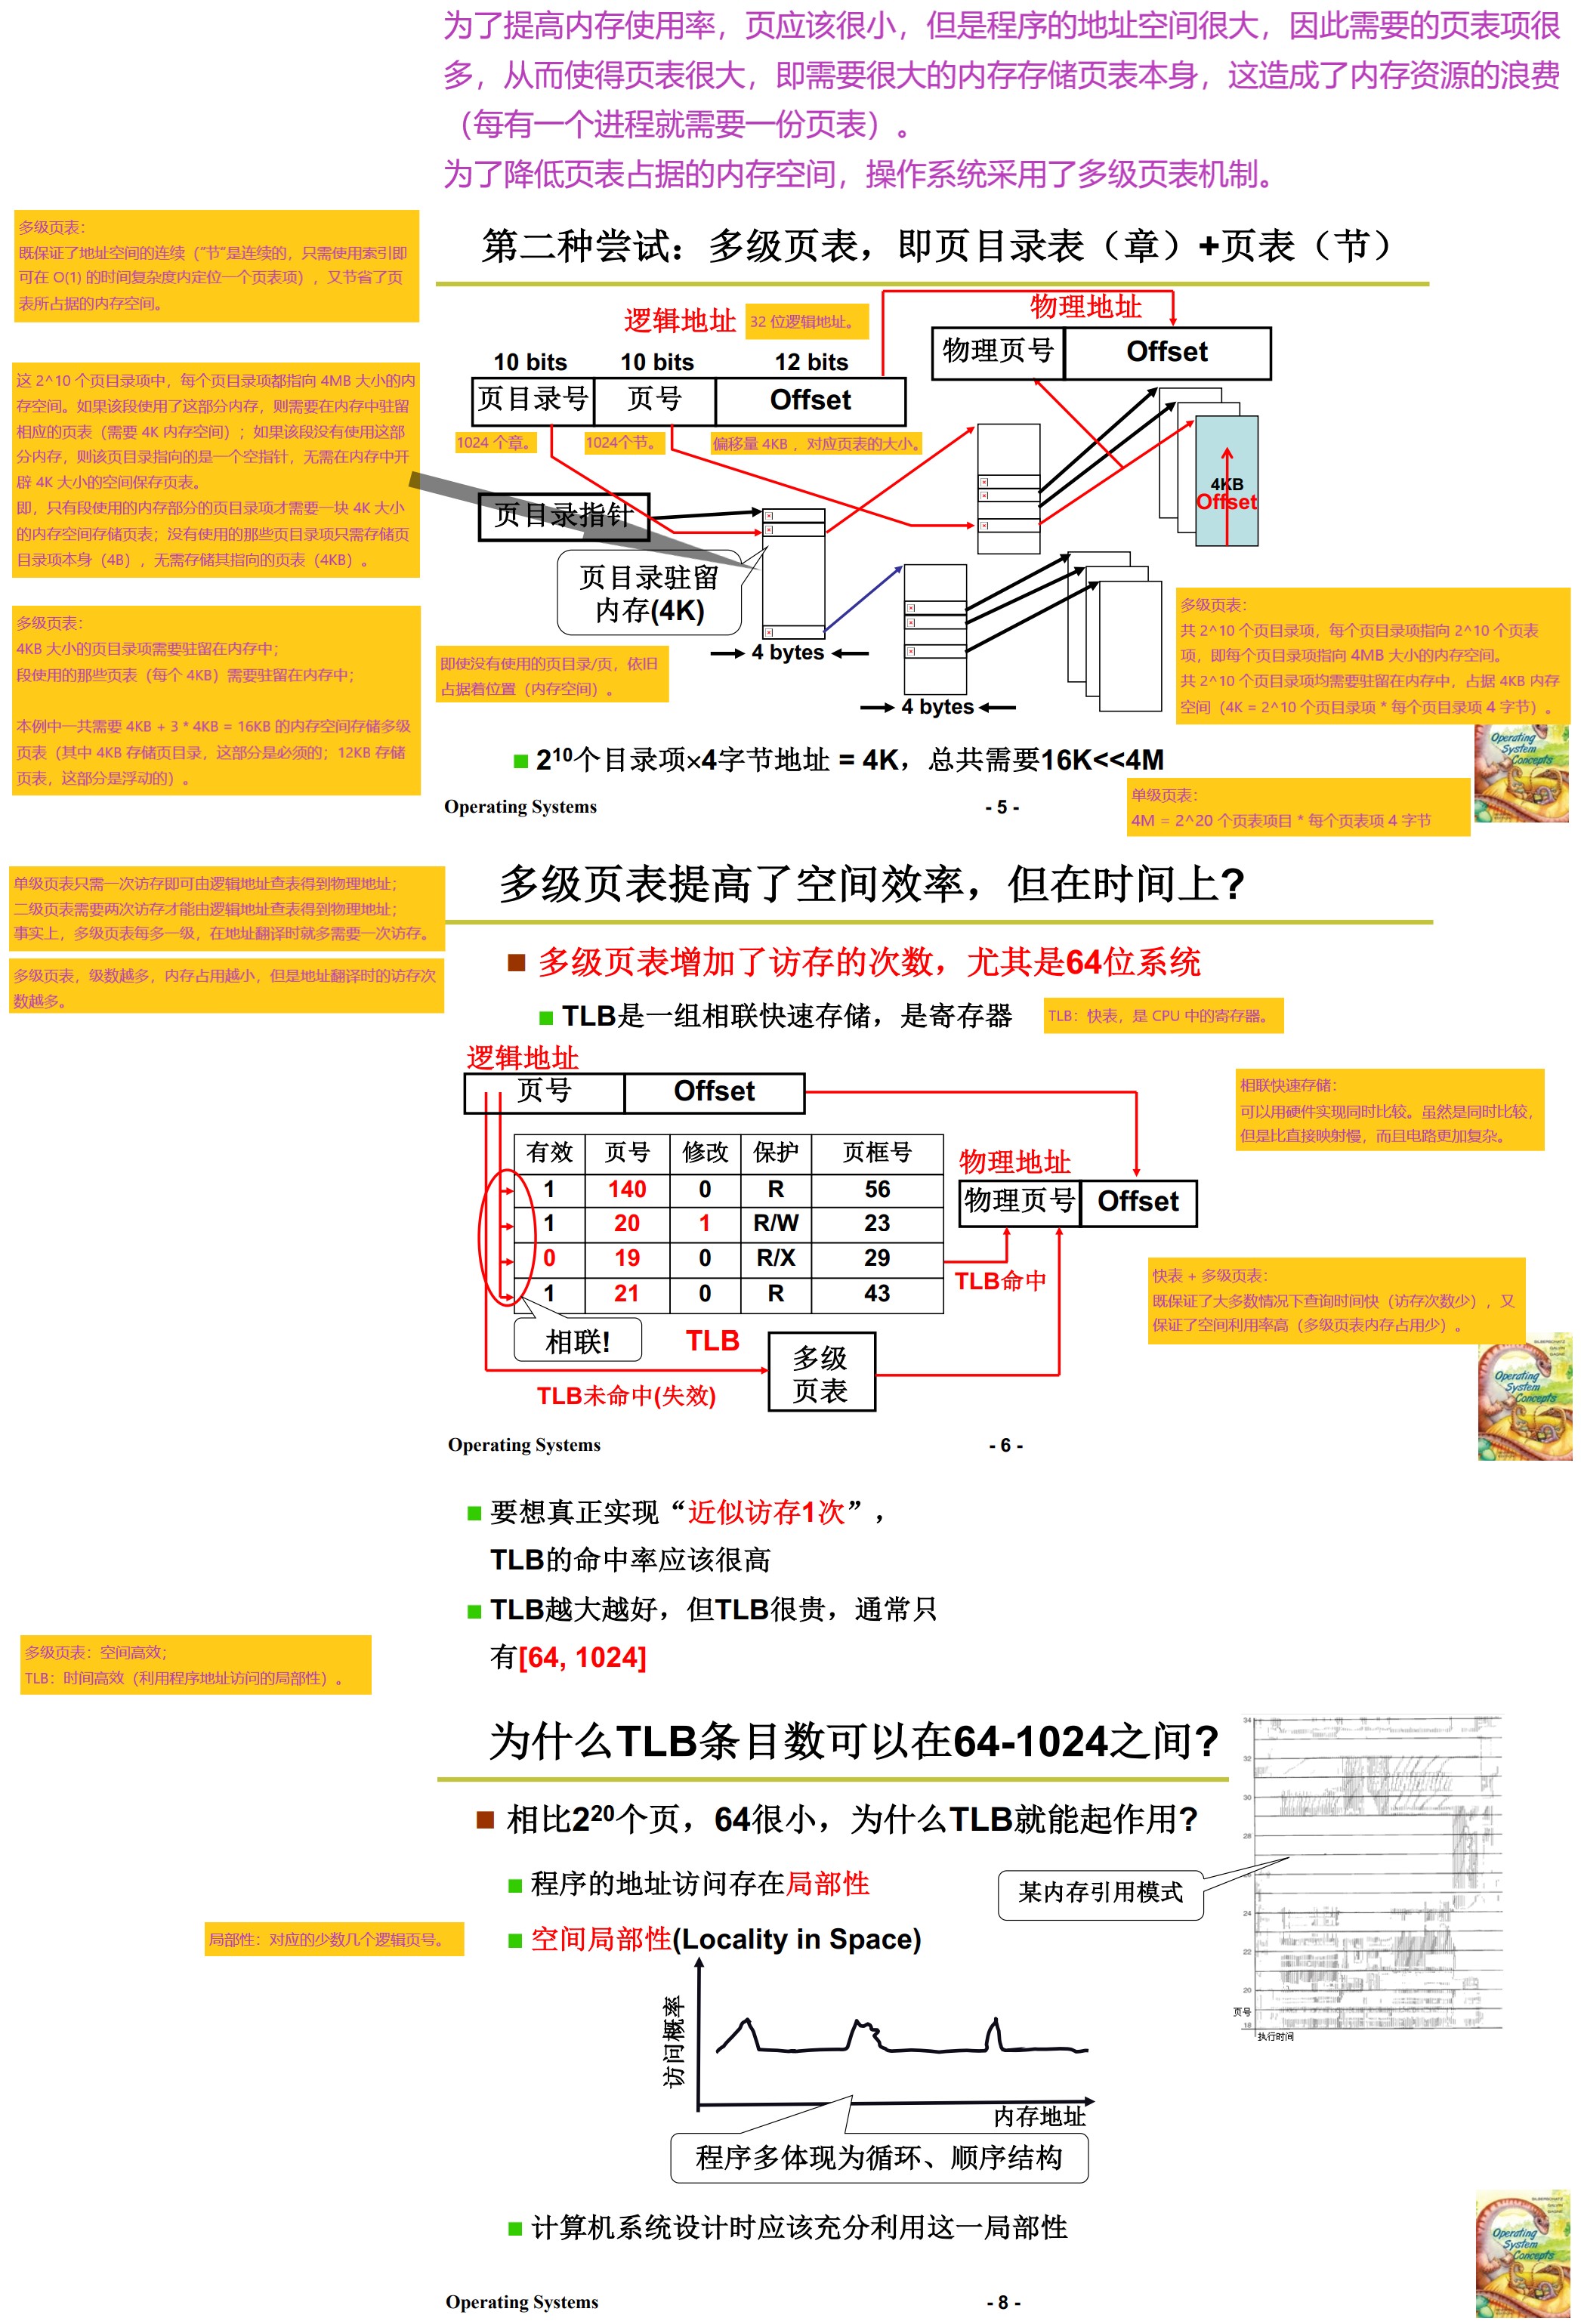 为了提高内存使用率，页应该很小，但是程序的地址空间很大，因此需要的页表项很
多，从而使得页表很大，即需要很大的内存存储页表本身，这造成了内存资源的浪费
（每有一个进程就需要一份页表）。
为了降低页表占据的内存空间，操作系统采用了多级页表机制。
多级页表：
既保证了地址空间的连续（“节”是连续的，只需使用索引即
可在 O(1) 的时间复杂度内定位一个页表项），又节省了页
表所占据的内存空间。
第二种尝试：多级页表，即页目录表（章）+页表（节）
逻辑地址
32 位逻辑地址。
物理地址
10 bits
10 bits
12 bits
页目录号
页号
Offset
物理页号
Offset
1024 个章。
1024个节。
偏移量 4KB ，对应页表的大小。
这 2^10 个页目录项中，每个页目录项都指向 4MB 大小的内
存空间。如果该段使用了这部分内存，则需要在内存中驻留
相应的页表（需要 4K 内存空间）；如果该段没有使用这部
分内存，则该页目录指向的是一个空指针，无需在内存中开
辟 4K 大小的空间保存页表。
即，只有段使用的内存部分的页目录项才需要一块 4K 大小
的内存空间存储页表；没有使用的那些页目录项只需存储页
目录项本身（4B），无需存储其指向的页表（4KB）。
页目录指针
4KB
Offset
页目录驻留
内存(4K)
4 bytes
4 bytes
多级页表：
4KB 大小的页目录项需要驻留在内存中；
段使用的那些页表（每个 4KB）需要驻留在内存中；
本例中一共需要 4KB + 3 * 4KB = 16KB 的内存空间存储多级
页表（其中 4KB 存储页目录，这部分是必须的；12KB 存储
页表，这部分是浮动的）。
即使没有使用的页目录/页，依旧
占据着位置（内存空间）。
多级页表：
共 2^10 个页目录项，每个页目录项指向 2^10 个页表
项，即每个页目录项指向 4MB 大小的内存空间。
共 2^10 个页目录项均需要驻留在内存中，占据 4KB 内存
空间（4K = 2^10 个页目录项 * 每个页目录项 4 字节）。
2¹⁰个目录项×4字节地址 = 4K，总共需要16K<<4M
Operating
System
Concepts
单级页表：
4M = 2^20 个页表项目 * 每个页表项 4 字节
Operating Systems
- 5 -
单级页表只需一次访存即可由逻辑地址查表得到物理地址；
二级页表需要两次访存才能由逻辑地址查表得到物理地址；
事实上，多级页表每多一级，在地址翻译时就多需要一次访存。
多级页表，级数越多，内存占用越小，但是地址翻译时的访存次
数越多。
多级页表提高了空间效率，但在时间上?
多级页表增加了访存的次数，尤其是64位系统
TLB是一组相联快速存储，是寄存器
TLB：快表，是 CPU 中的寄存器。
逻辑地址
页号
Offset
相联快速存储：
可以用硬件实现同时比较。虽然是同时比较，
但是比直接映射慢，而且电路更加复杂。
有效 页号 修改 保护 页框号
1 140 0 R 56
1 20 1 R/W 23
0 19 0 R/X 29
1 21 0 R 43
物理地址
物理页号
Offset
TLB命中
相联!
TLB
多级
页表
TLB未命中(失效)
快表 + 多级页表：
既保证了大多数情况下查询时间快（访存次数少），又
保证了空间利用率高（多级页表内存占用少）。
Operating
System
Concepts
Operating Systems
- 6 -
要想真正实现“近似访存1次”，
TLB的命中率应该很高
TLB越大越好，但TLB很贵，通常只
有[64, 1024]
多级页表：空间高效；
TLB：时间高效（利用程序地址访问的局部性）。
为什么TLB条目数可以在64-1024之间?
相比2²⁰个页，64很小，为什么TLB就能起作用?
程序的地址访问存在局部性
空间局部性(Locality in Space)
局部性：对应的少数几个逻辑页号。
某内存引用模式
34
32
30
28
24
22
20
页号
18
执行时间
访问概率
内存地址
程序多体现为循环、顺序结构
计算机系统设计时应该充分利用这一局部性
Operating
System
Concepts
Operating Systems
- 8 -